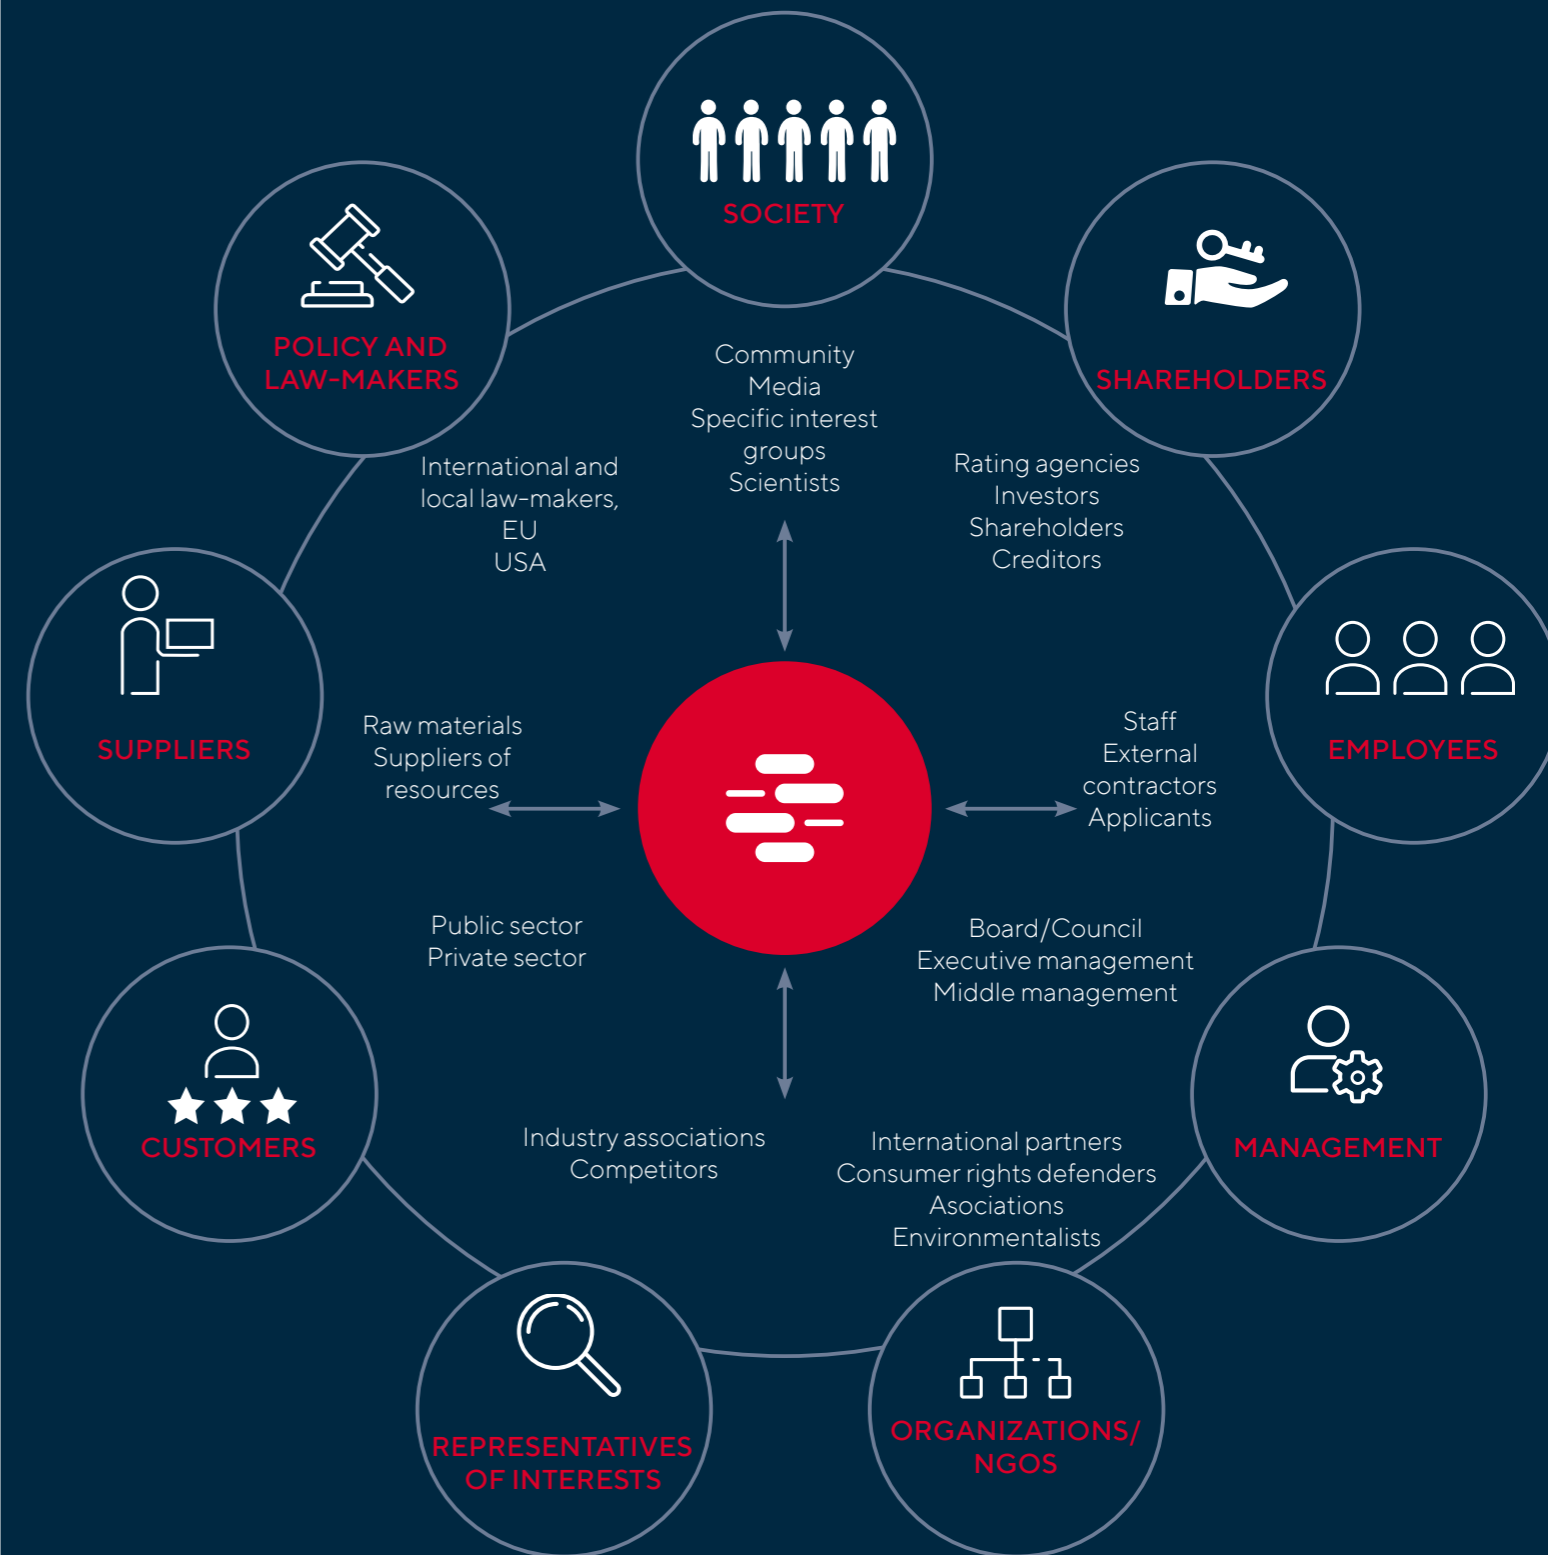 SOCIETY
Community
Media
Specific interest
groups
Scientists
SHAREHOLDERS
Rating agencies
Investors
Shareholders
Creditors
EMPLOYEES
Staff
External
contractors
Applicants
MANAGEMENT
Board/Council
Executive management
Middle management
ORGANIZATIONS/
NGOS
International partners
Consumer rights defenders
Asociations
Environmentalists
REPRESENTATIVES
OF INTERESTS
Industry associations
Competitors
CUSTOMERS
Public sector
Private sector
SUPPLIERS
Raw materials
Suppliers of
resources
POLICY AND
LAW-MAKERS
International and
local law-makers,
EU
USA